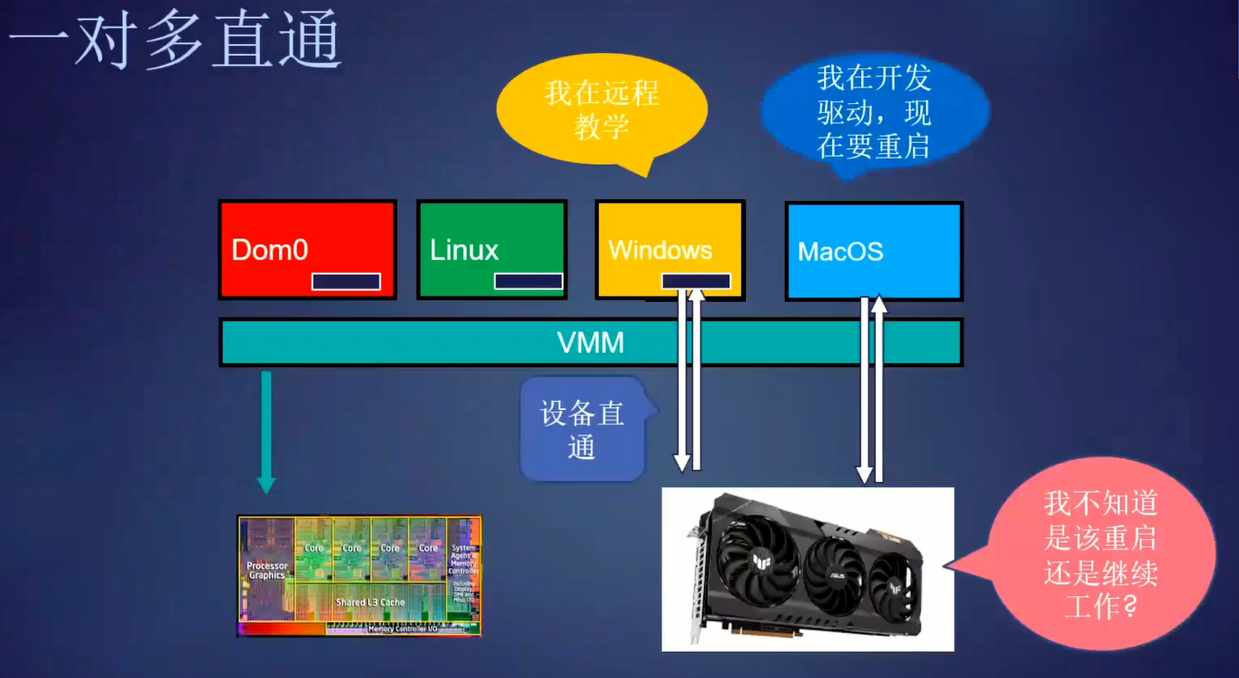 一对多直通
我在远程
教学
我在开发
驱动，现
在要重启
Dom0
Linux
Windows
MacOS
VMM
设备直
通
Processor
Graphics
Core
Core
Core
Core
System
Agent &
Memory
Controller
Shared L3 Cache
Memory Controller I/O
ASUS
我不知道
是该重启
还是继续
工作？